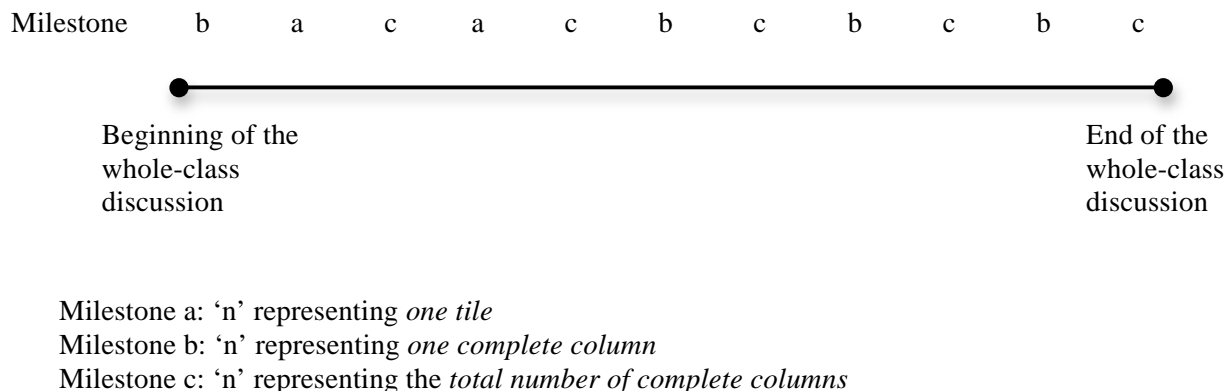 Milestone b a c a c b c b c b c
Beginning of the
whole-class
discussion
End of the
whole-class
discussion
Milestone a: ‘n’ representing one tile
Milestone b: ‘n’ representing one complete column
Milestone c: ‘n’ representing the total number of complete columns